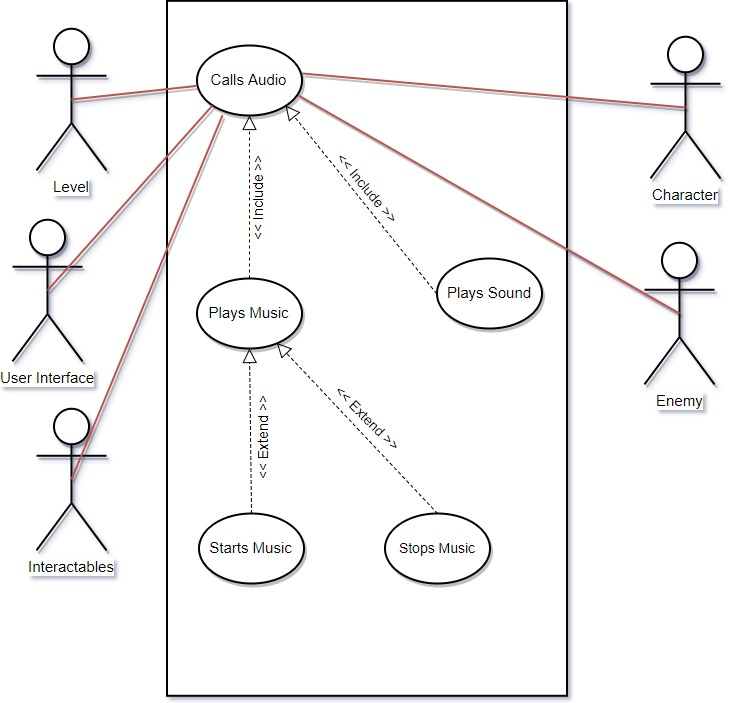 Calls Audio
Level
Character
<< Include >>
<< Include >>
Plays Music
Plays Sound
User Interface
Enemy
<< Extend >>
<< Extend >>
Starts Music
Stops Music
Interactables